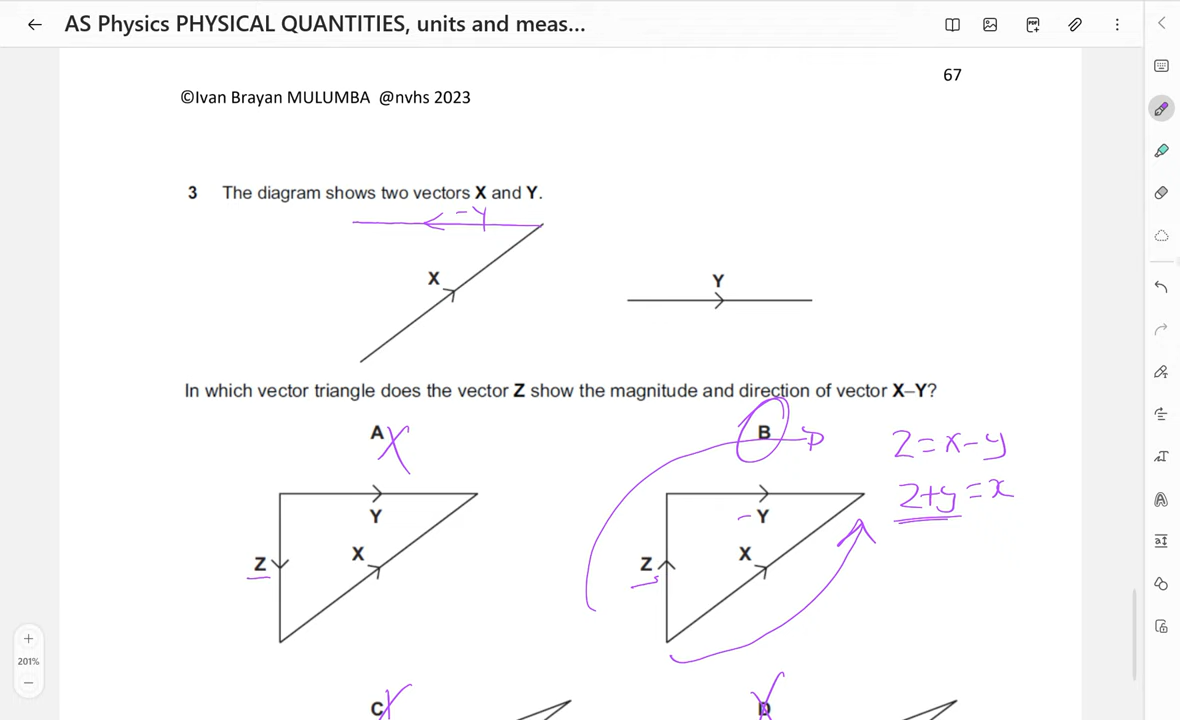 AS Physics PHYSICAL QUANTITIES, units and meas...
67
©Ivan Brayan MULUMBA @nvhs 2023
3 The diagram shows two vectors X and Y.
-Y
X
Y
In which vector triangle does the vector Z show the magnitude and direction of vector X–Y?
A X
B
Z = x - y
Z + y = x
Y
- Y
X
X
Z
Z
C
D
201%